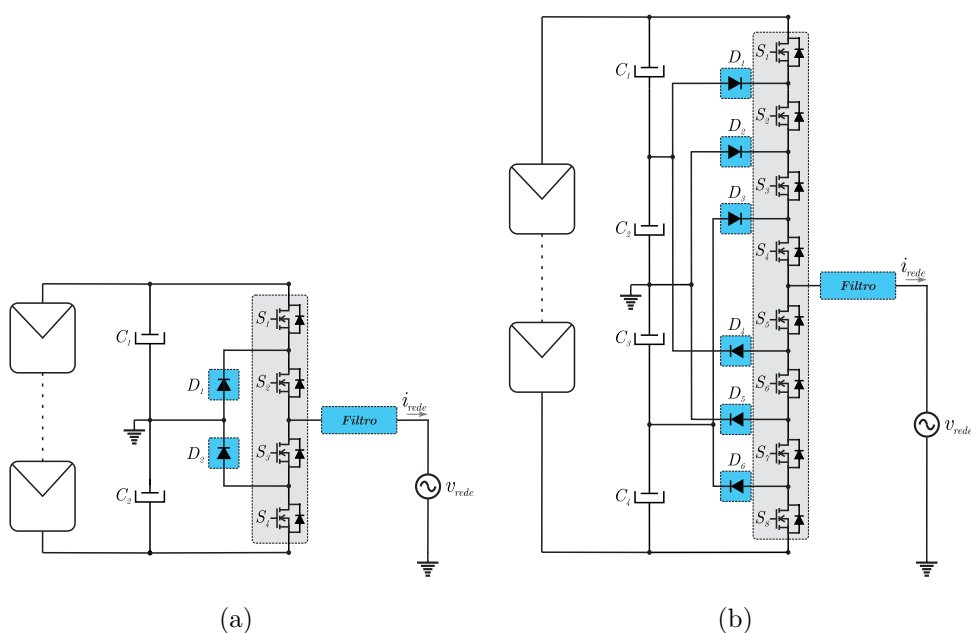 C1
C2
D1
D2
S1
S2
S3
S4
Filtro
irede
vrede
(a)
C1
C2
C3
C4
D1
D2
D3
D4
D5
D6
S1
S2
S3
S4
S5
S6
S7
S8
Filtro
irede
vrede
(b)